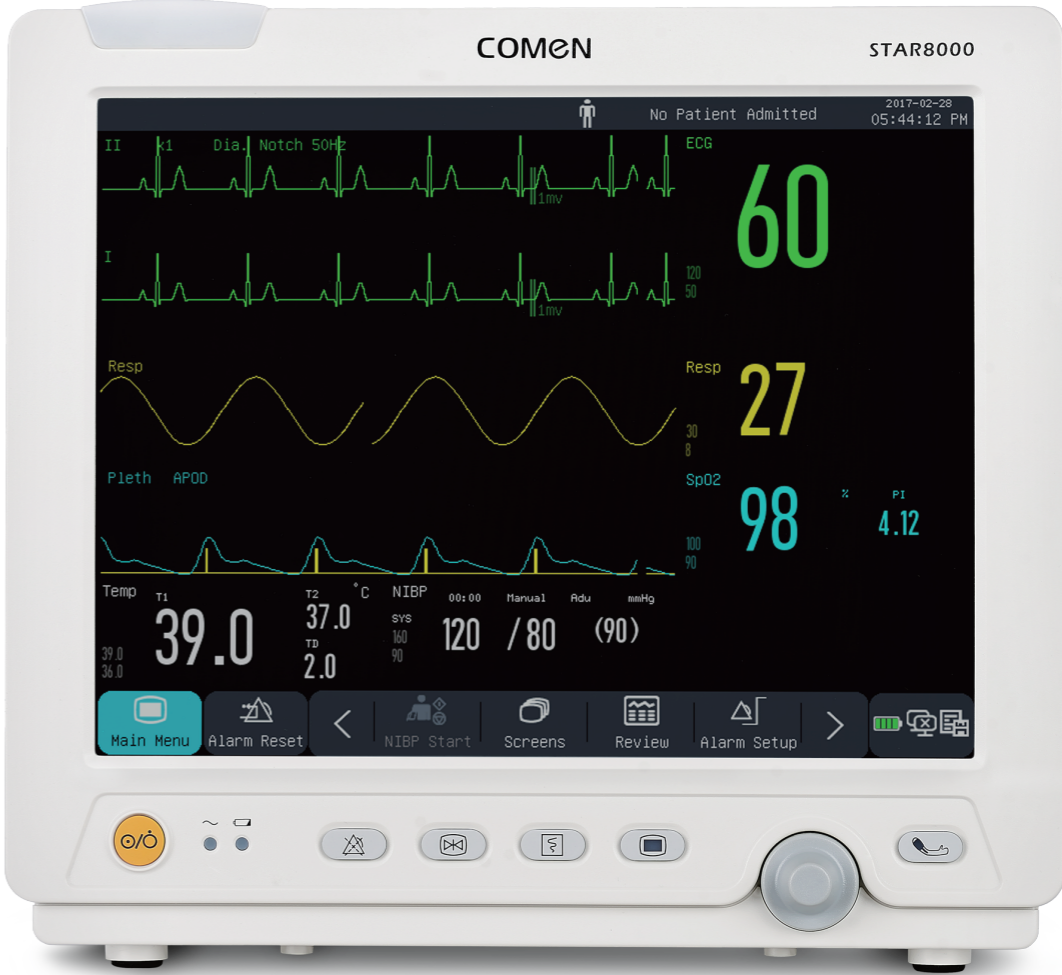 COMEN
STAR8000
No Patient Admitted
2017-02-28
05:44:12 PM
II x1 Dia. Notch 50Hz
1mv
ECG
60
120
50
I
1mv
Resp
Resp
27
30
8
Pleth APOD
SpO2
98
%
PI
4.12
100
90
Temp T1
39.0
39.0
36.0
T2 °C
37.0
TD
2.0
NIBP 00:00 Manual Adu mmHg
SYS
160
90
120 / 80 (90)
Main Menu
Alarm Reset
NIBP Start
Screens
Review
Alarm Setup